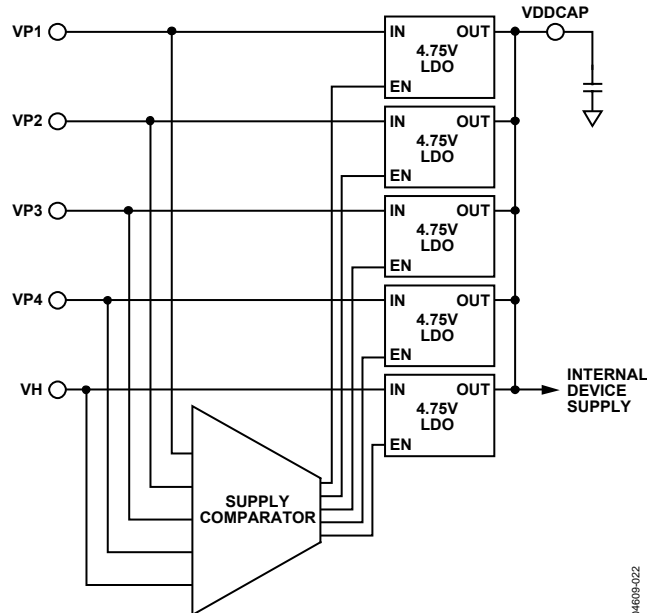 VP1
IN
OUT
4.75V
LDO
EN
VDDCAP
VP2
IN
OUT
4.75V
LDO
EN
VP3
IN
OUT
4.75V
LDO
EN
VP4
IN
OUT
4.75V
LDO
EN
VH
IN
OUT
4.75V
LDO
EN
INTERNAL
DEVICE
SUPPLY
SUPPLY
COMPARATOR
04609-022